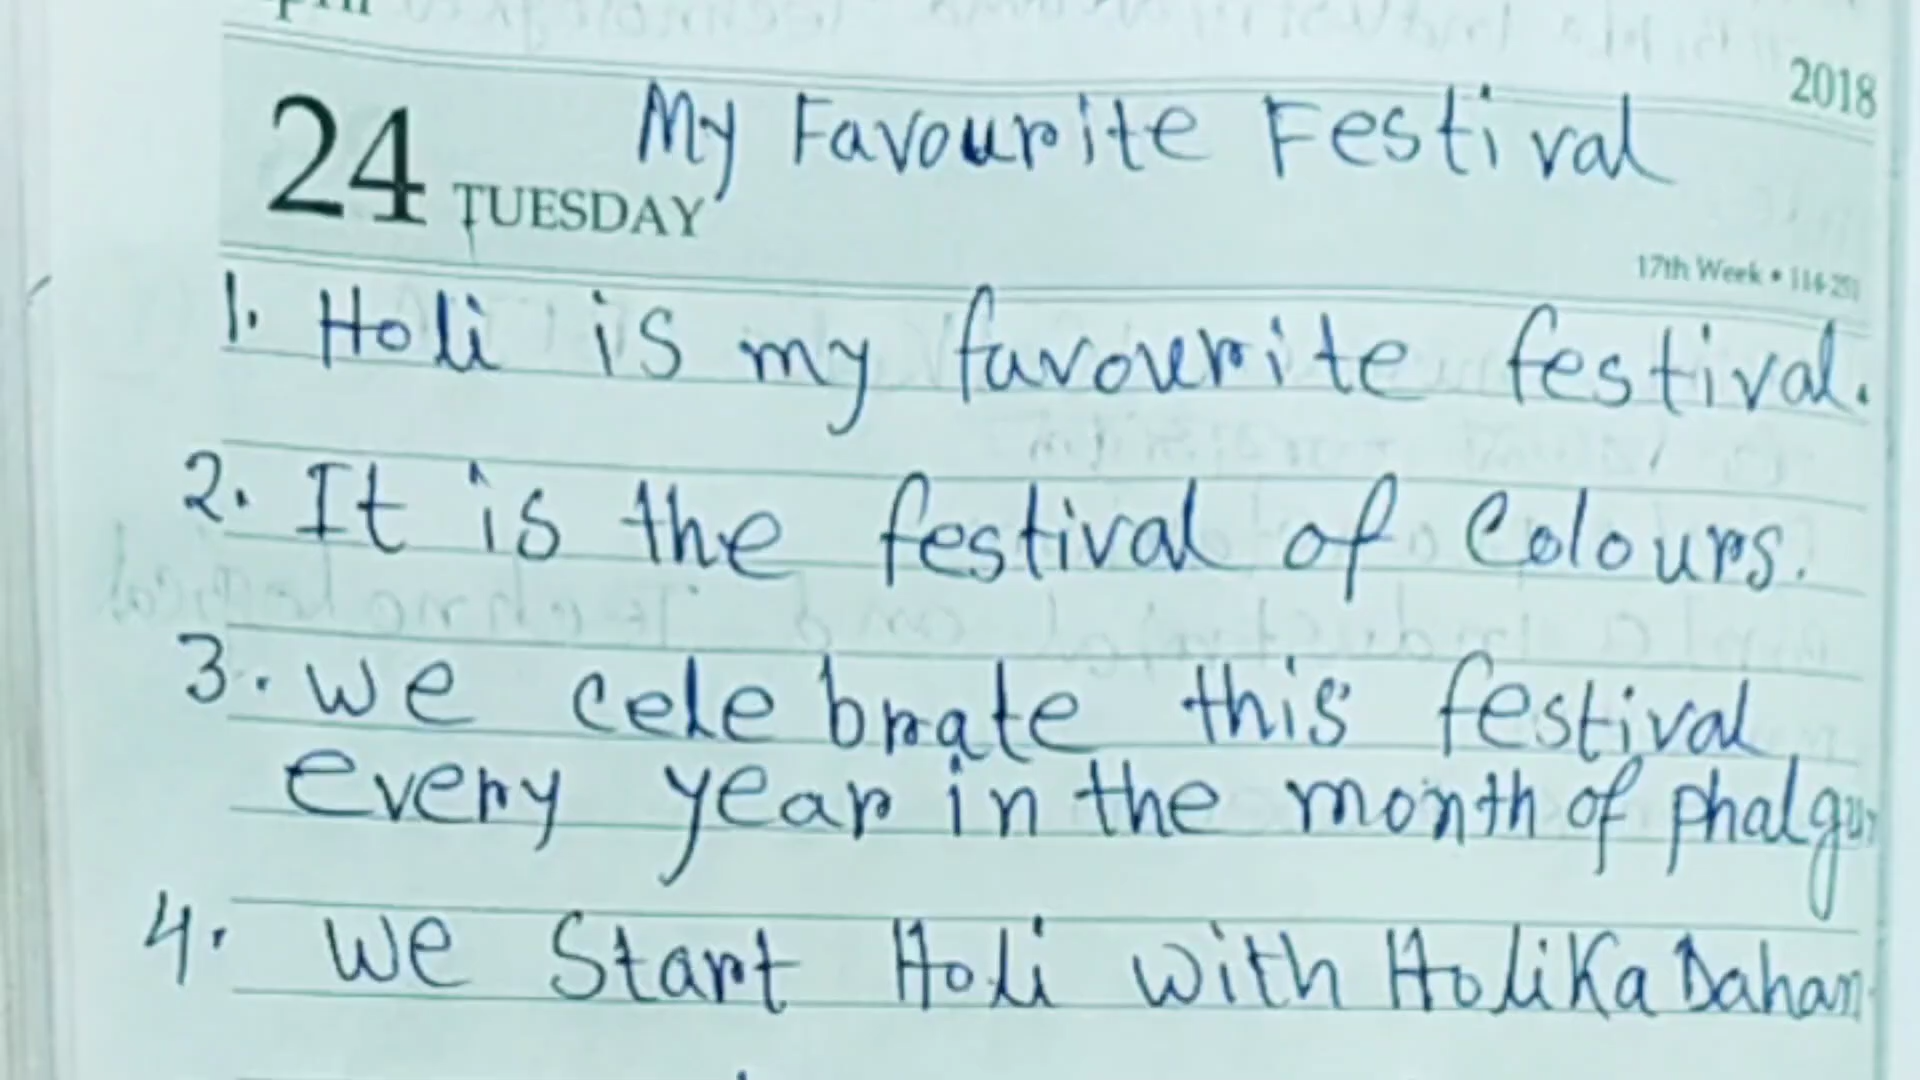 2018
My Favourite Festival
24 TUESDAY
17th Week •
1. Holi is my favourite festival.
2. It is the festival of Colours.
3. We celebrate this festival
every year in the month of phalgun
4. We Start Holi with Holika Dahan